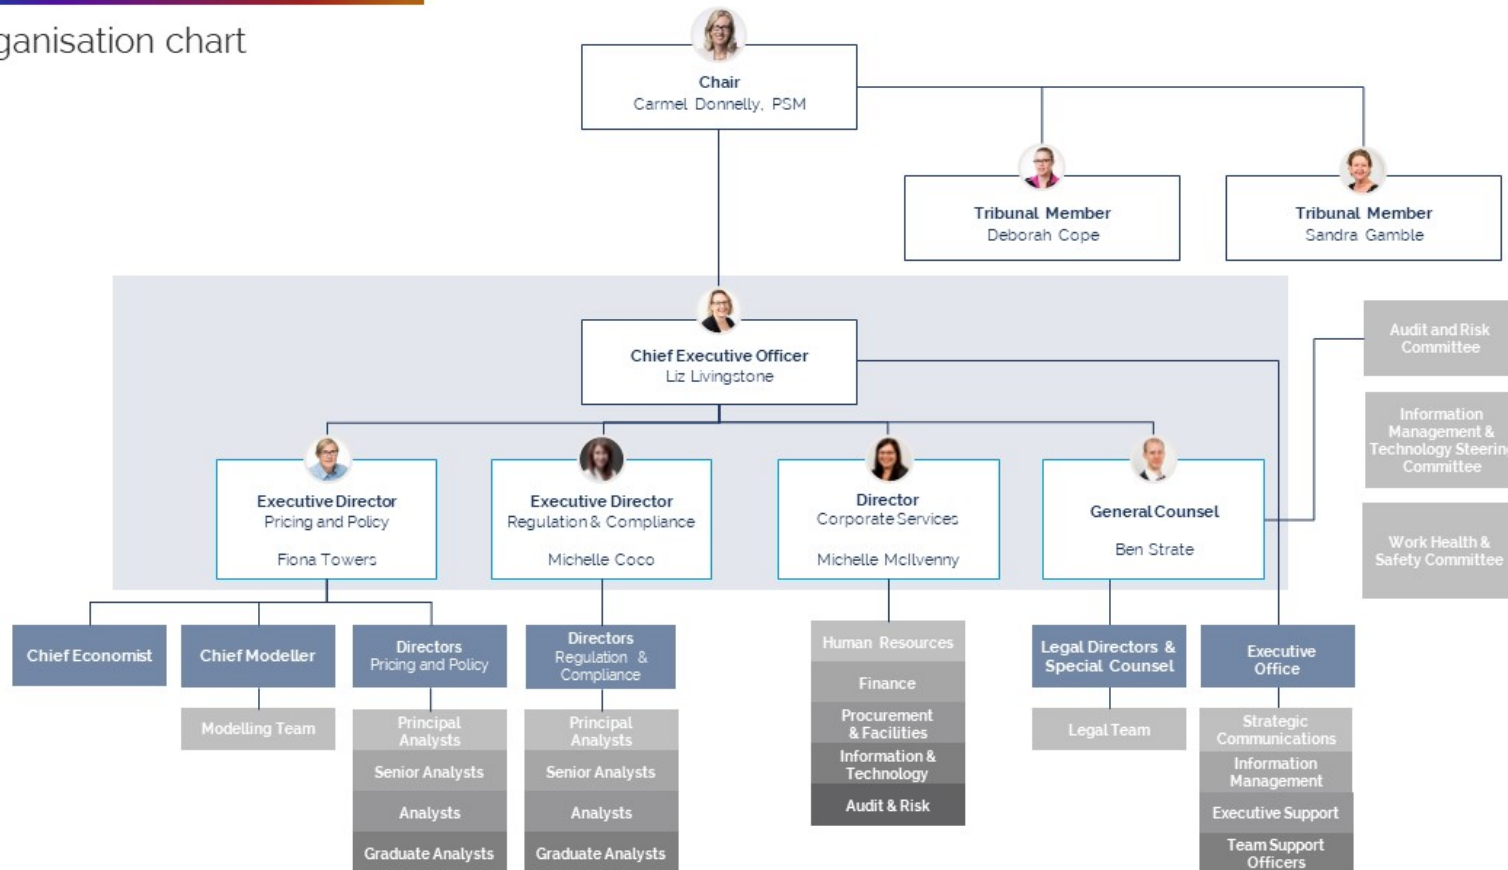 ganisation chart
Chair
Carmel Donnelly, PSM
Tribunal Member
Deborah Cope
Tribunal Member
Sandra Gamble
Chief Executive Officer
Liz Livingstone
Audit and Risk
Committee
Information
Management &
Technology Steering
Committee
Work Health &
Safety Committee
Executive Director
Pricing and Policy
Fiona Towers
Executive Director
Regulation & Compliance
Michelle Coco
Director
Corporate Services
Michelle McIlvenny
General Counsel
Ben Strate
Chief Economist
Chief Modeller
Modelling Team
Directors
Pricing and Policy
Principal
Analysts
Senior Analysts
Analysts
Graduate Analysts
Directors
Regulation &
Compliance
Principal
Analysts
Senior Analysts
Analysts
Graduate Analysts
Human Resources
Finance
Procurement
& Facilities
Information &
Technology
Audit & Risk
Legal Directors &
Special Counsel
Legal Team
Executive
Office
Strategic
Communications
Information
Management
Executive Support
Team Support
Officers